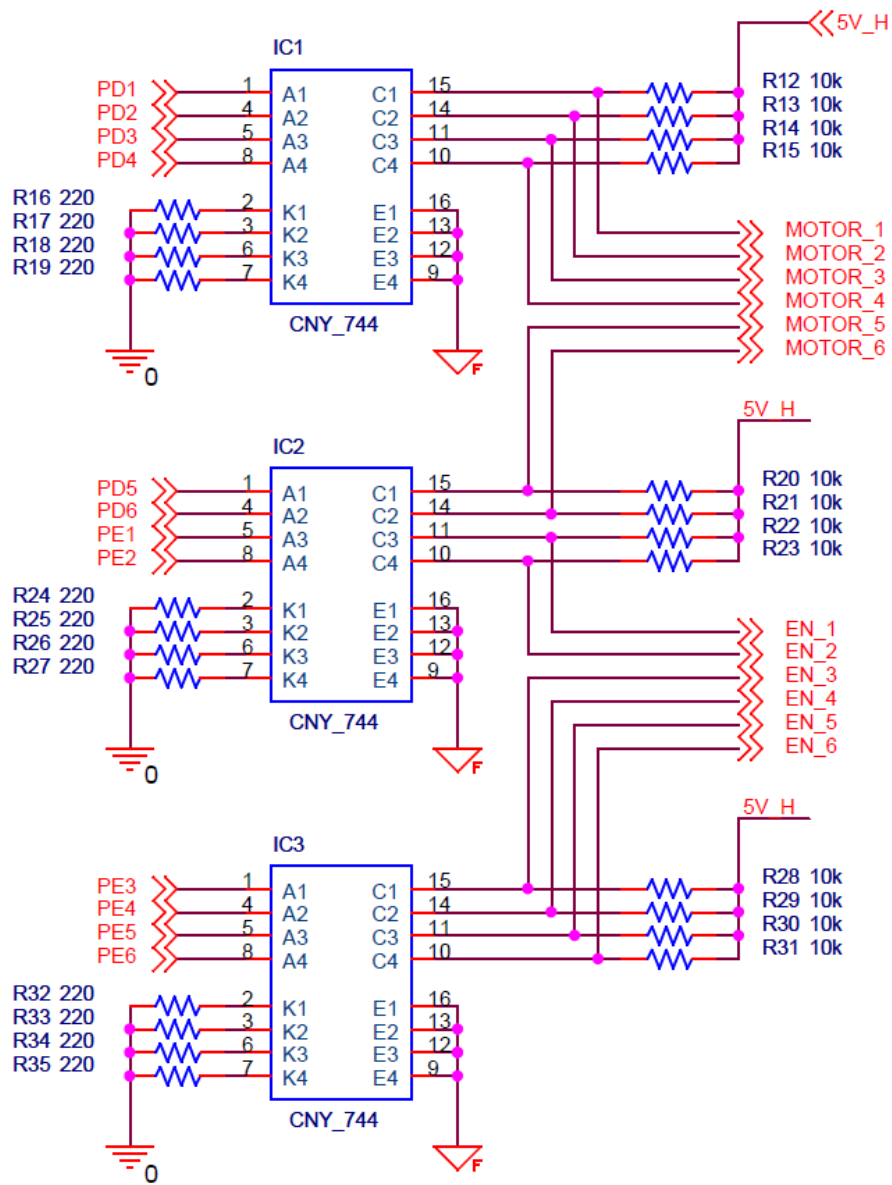 5V_H
IC1
PD1 1 A1 C1 15 R12 10k
PD2 4 A2 C2 14 R13 10k
PD3 5 A3 C3 11 R14 10k
PD4 8 A4 C4 10 R15 10k
R16 220 2 K1 E1 16
R17 220 3 K2 E2 13
R18 220 6 K3 E3 12
R19 220 7 K4 E4 9
CNY_744
0
F
MOTOR_1
MOTOR_2
MOTOR_3
MOTOR_4
MOTOR_5
MOTOR_6
5V_H
IC2
PD5 1 A1 C1 15 R20 10k
PD6 4 A2 C2 14 R21 10k
PE1 5 A3 C3 11 R22 10k
PE2 8 A4 C4 10 R23 10k
R24 220 2 K1 E1 16
R25 220 3 K2 E2 13
R26 220 6 K3 E3 12
R27 220 7 K4 E4 9
CNY_744
0
F
EN_1
EN_2
EN_3
EN_4
EN_5
EN_6
5V_H
IC3
PE3 1 A1 C1 15 R28 10k
PE4 4 A2 C2 14 R29 10k
PE5 5 A3 C3 11 R30 10k
PE6 8 A4 C4 10 R31 10k
R32 220 2 K1 E1 16
R33 220 3 K2 E2 13
R34 220 6 K3 E3 12
R35 220 7 K4 E4 9
CNY_744
0
F